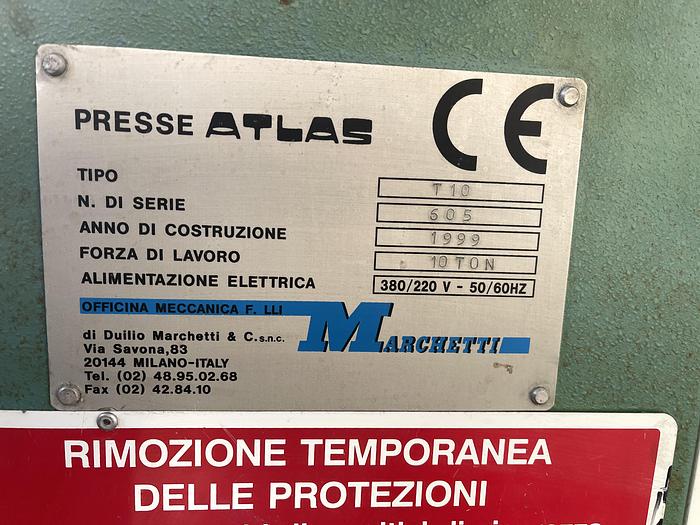 PRESSE ATLAS CE
TIPO T10
N. DI SERIE 605
ANNO DI COSTRUZIONE 1999
FORZA DI LAVORO 10 TON
ALIMENTAZIONE ELETTRICA 380/220 V - 50/60HZ
OFFICINA MECCANICA F. LLI
MARCHETTI
di Duilio Marchetti & C.s.n.c.
Via Savona,83
20144 MILANO-ITALY
Tel. (02) 48.95.02.68
Fax (02) 42.84.10
RIMOZIONE TEMPORANEA
DELLE PROTEZIONI